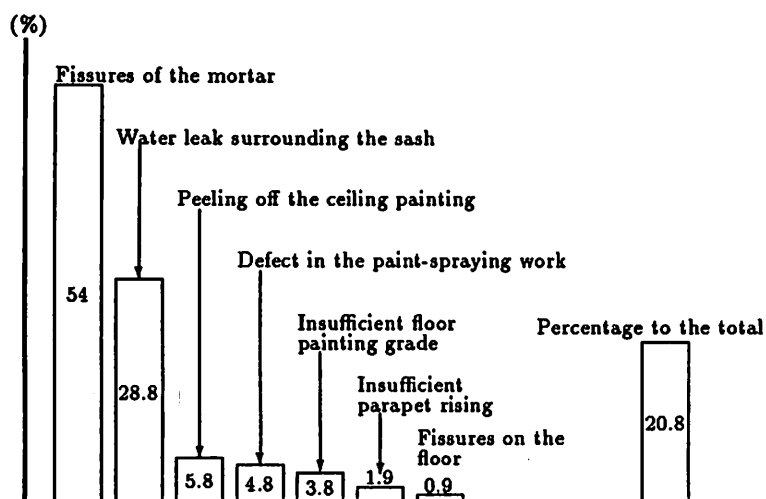 (%)
Fissures of the mortar
Water leak surrounding the sash
Peeling off the ceiling painting
Defect in the paint-spraying work
Insufficient floor
painting grade
Percentage to the total
Insufficient
parapet rising
Fissures on the
floor
54
28.8
5.8
4.8
3.8
1.9
0.9
20.8